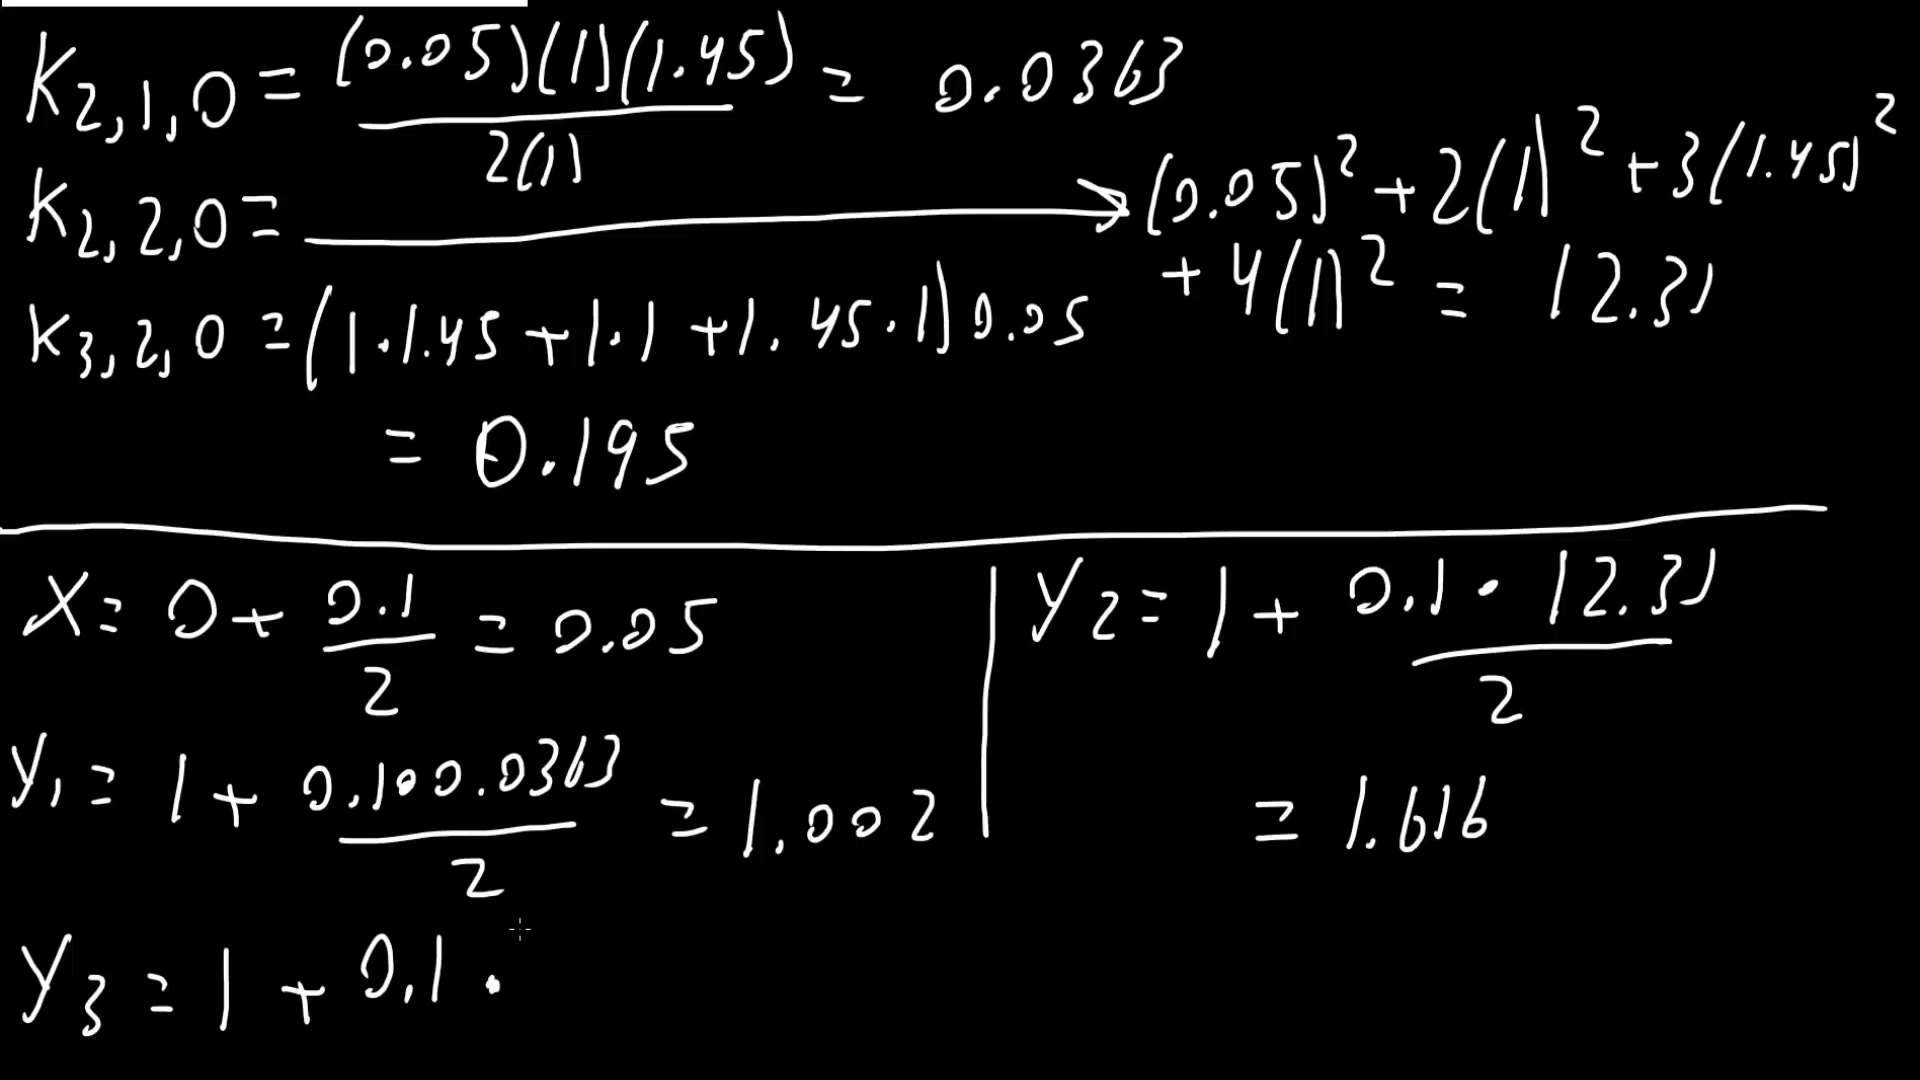 K2,1,0 = (0.05)(1)(1.45) / 2(1) = 0.0363
K2,2,0 = → (0.05)² + 2(1)² + 3(1.45)²
+ 4(1)² = 12.31
K3,2,0 = (1·1.45 + 1·1 + 1.45·1) 0.05
= 0.195
X = 0 + 0.1 / 2 = 0.05
Y1 = 1 + 0.1·0.0363 / 2 = 1.002
Y2 = 1 + 0.1 · 12.31 / 2
= 1.616
Y3 = 1 + 0.1 ·